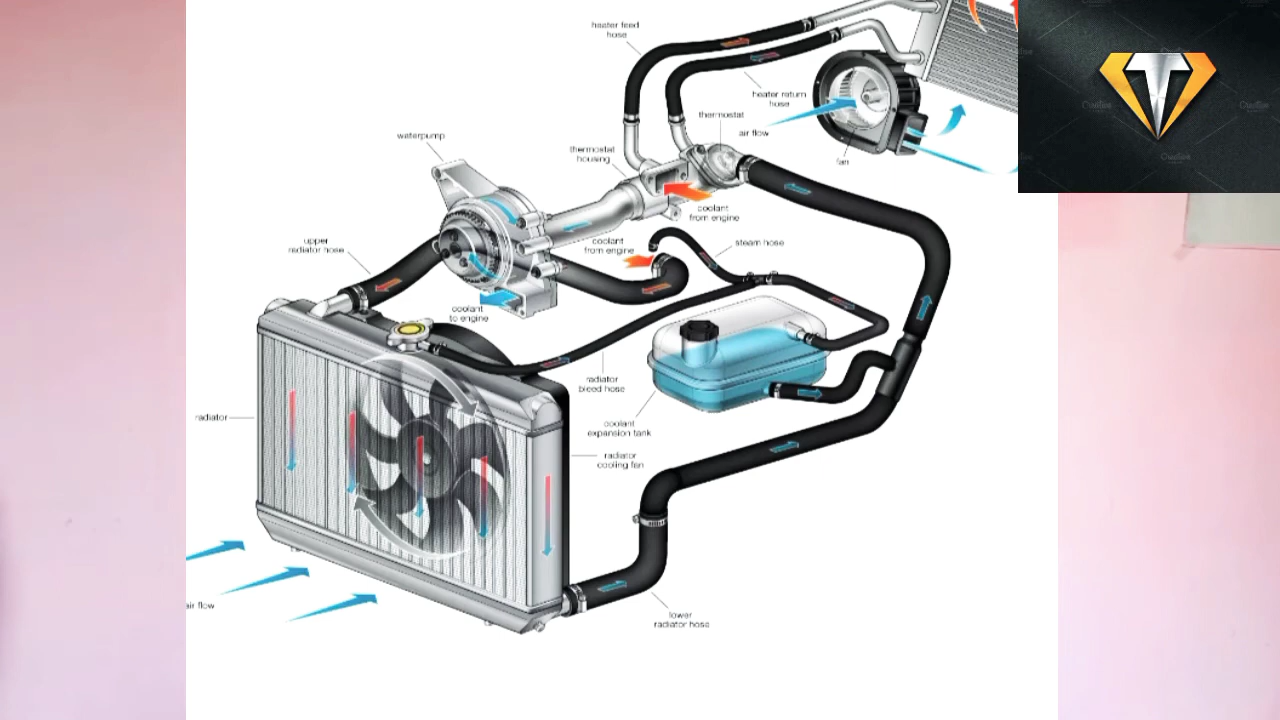 heater feed
hose
heater return
hose
thermostat
air flow
fan
waterpump
thermostat
housing
coolant
from engine
upper
radiator hose
coolant
from engine
steam hose
coolant
to engine
radiator
bleed hose
radiator
coolant
expansion tank
radiator
cooling fan
air flow
lower
radiator hose
T